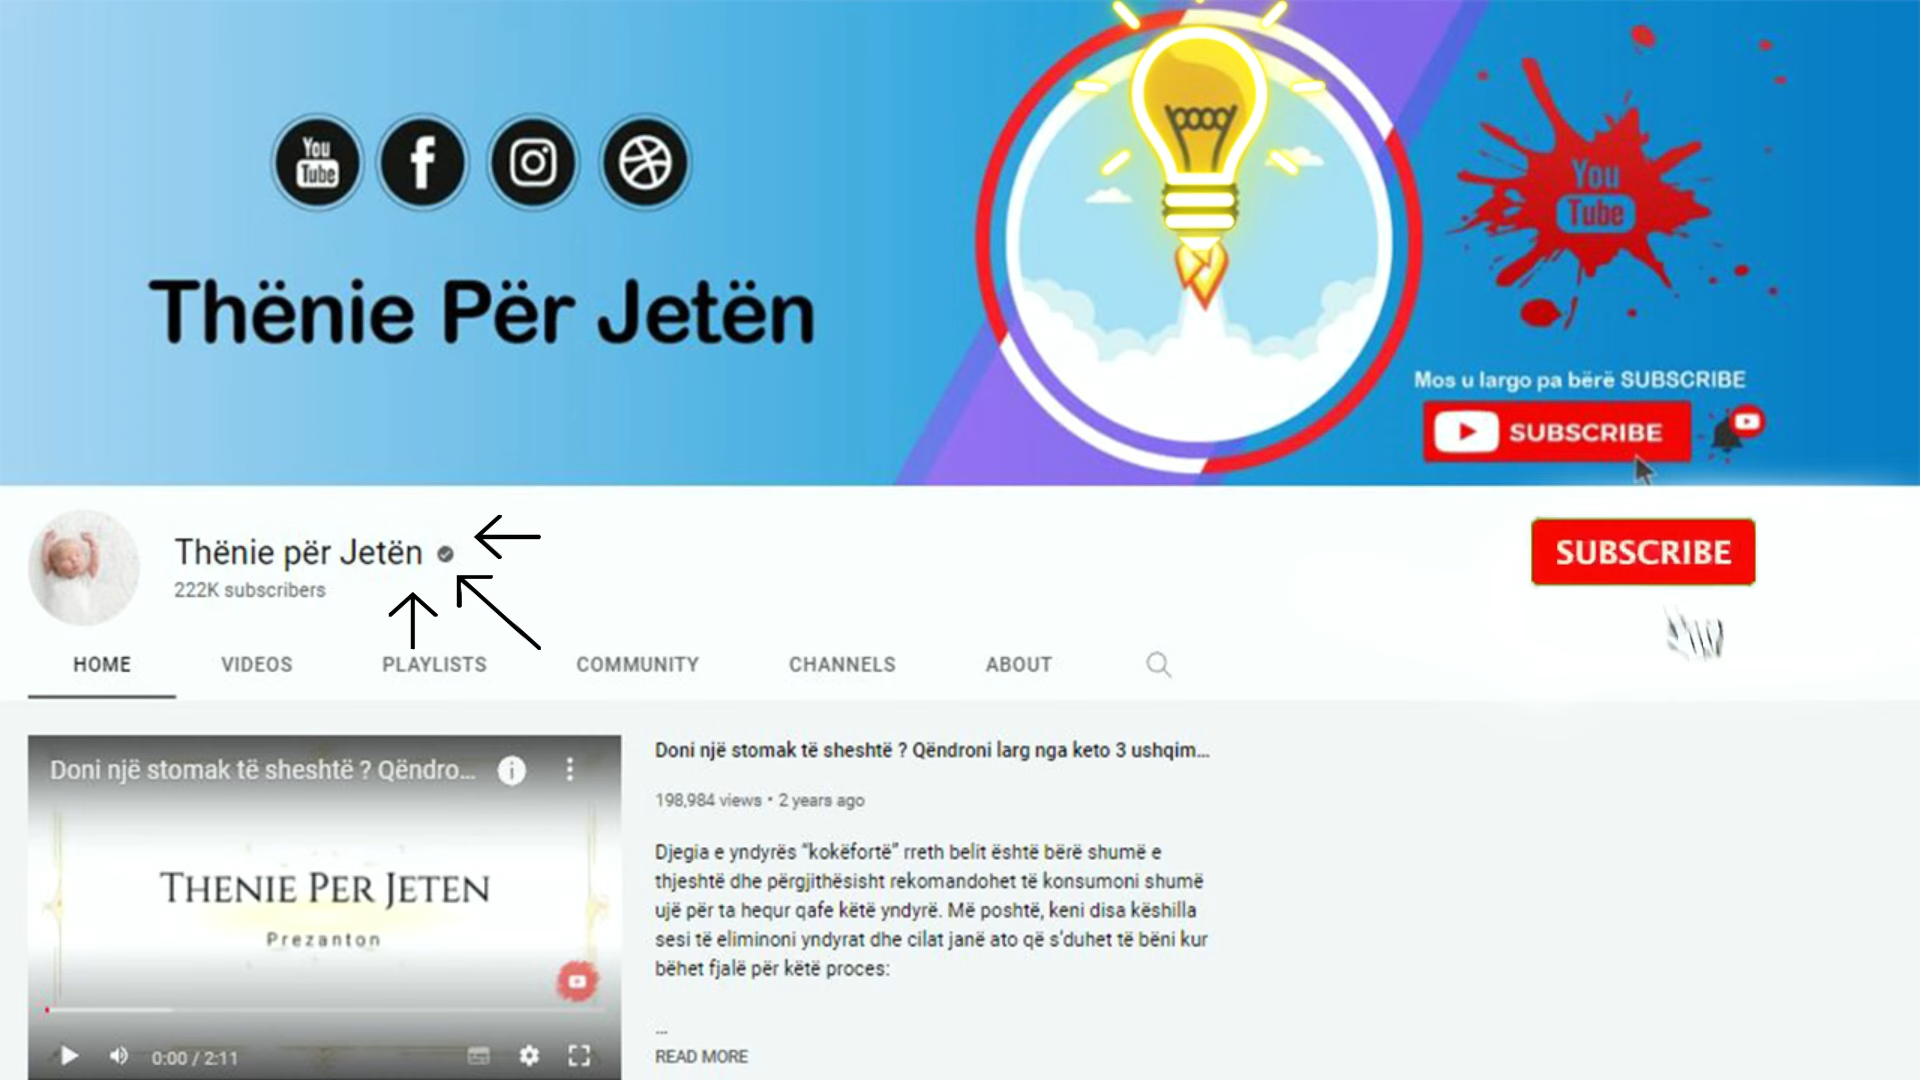 You
Tube
Thënie Për Jetën
You
Tube
Mos u largo pa bërë SUBSCRIBE
SUBSCRIBE
Thënie për Jetën
222K subscribers
SUBSCRIBE
HOME
VIDEOS
PLAYLISTS
COMMUNITY
CHANNELS
ABOUT
Doni një stomak të sheshtë ? Qëndro...
THENIE PER JETEN
Prezanton
0:00 / 2:11
Doni një stomak të sheshtë ? Qëndroni larg nga keto 3 ushqim...
198,984 views • 2 years ago
Djegia e yndyrës “kokëfortë” rreth belit është bërë shumë e
thjeshtë dhe përgjithësisht rekomandohet të konsumoni shumë
ujë për ta hequr qafe këtë yndyrë. Më poshtë, keni disa këshilla
sesi të eliminoni yndyrat dhe cilat janë ato që s'duhet të bëni kur
bëhet fjalë për këtë proces:
...
READ MORE